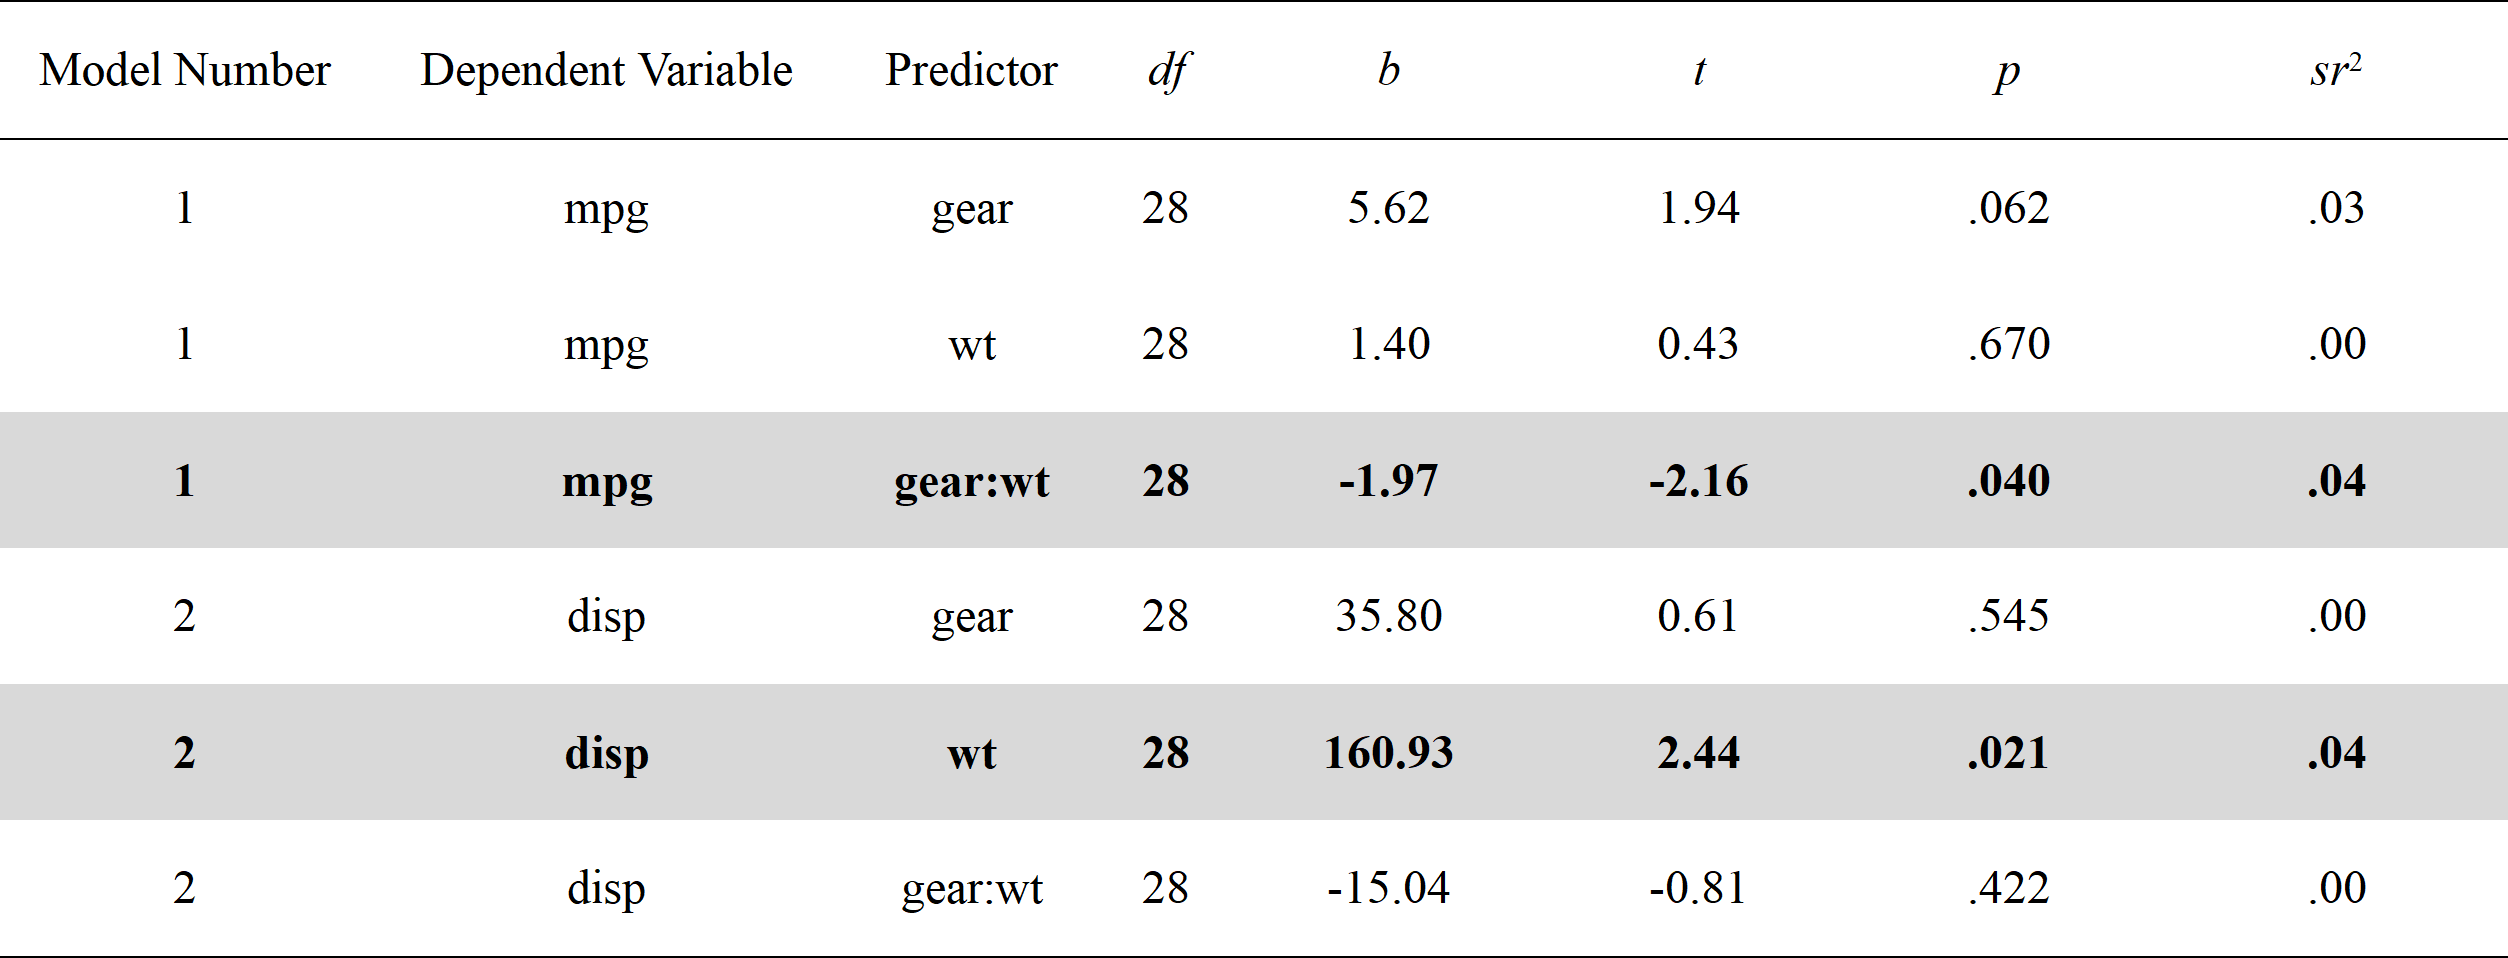 Model Number Dependent Variable Predictor df b t p sr²
1 mpg gear 28 5.62 1.94 .062 .03
1 mpg wt 28 1.40 0.43 .670 .00
1 mpg gear:wt 28 -1.97 -2.16 .040 .04
2 disp gear 28 35.80 0.61 .545 .00
2 disp wt 28 160.93 2.44 .021 .04
2 disp gear:wt 28 -15.04 -0.81 .422 .00